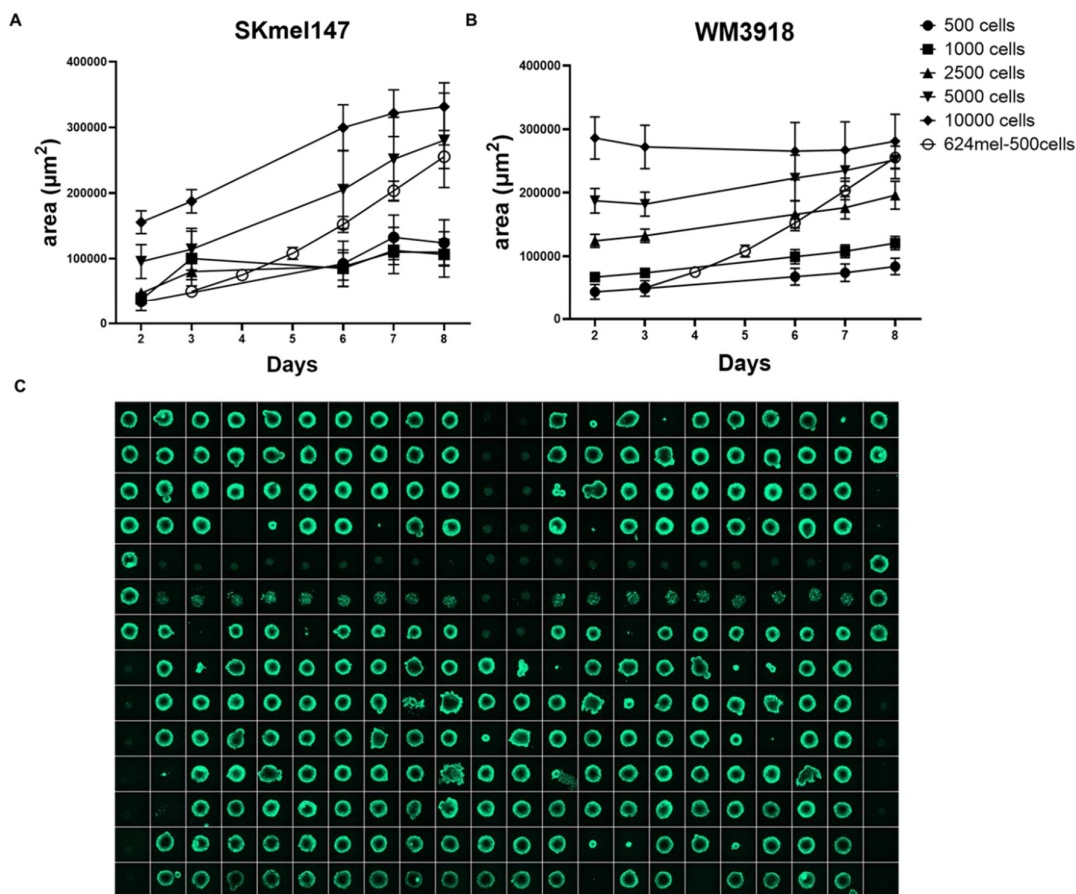 A
SKmel147
400000
300000
200000
100000
0
area (µm²)
2 3 4 5 6 7 8
Days
B
WM3918
400000
300000
200000
100000
0
area (µm²)
2 3 4 5 6 7 8
Days
500 cells
1000 cells
2500 cells
5000 cells
10000 cells
624mel-500cells
C